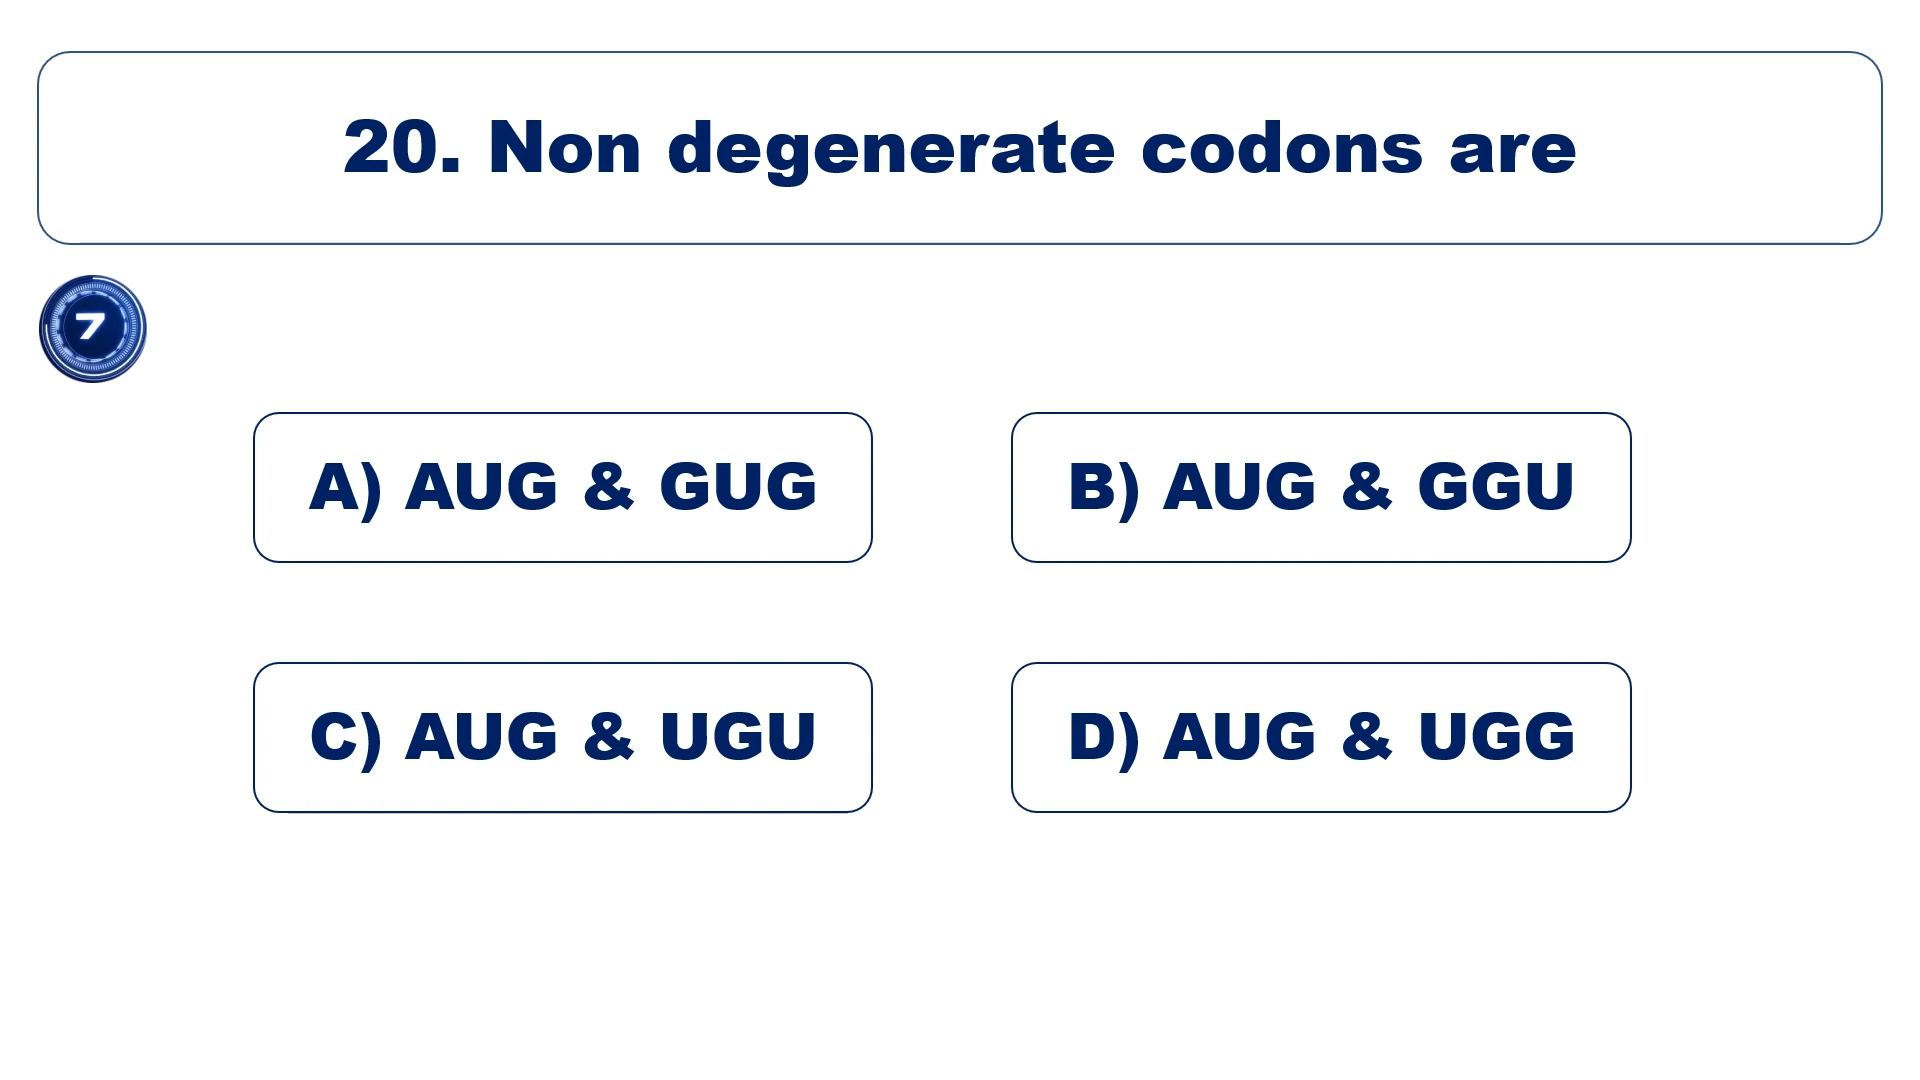 20. Non degenerate codons are
7
A) AUG & GUG
B) AUG & GGU
C) AUG & UGU
D) AUG & UGG